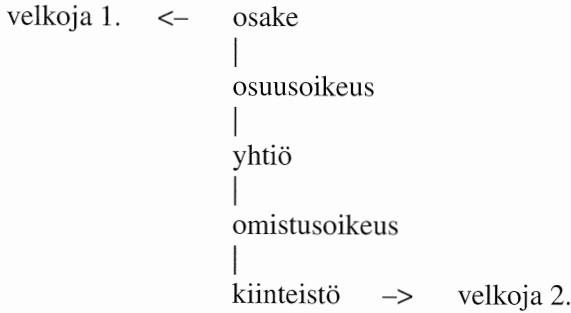 velkoja 1. <– osake
|
osuusoikeus
|
yhtiö
|
omistusoikeus
|
kiinteistö –> velkoja 2.